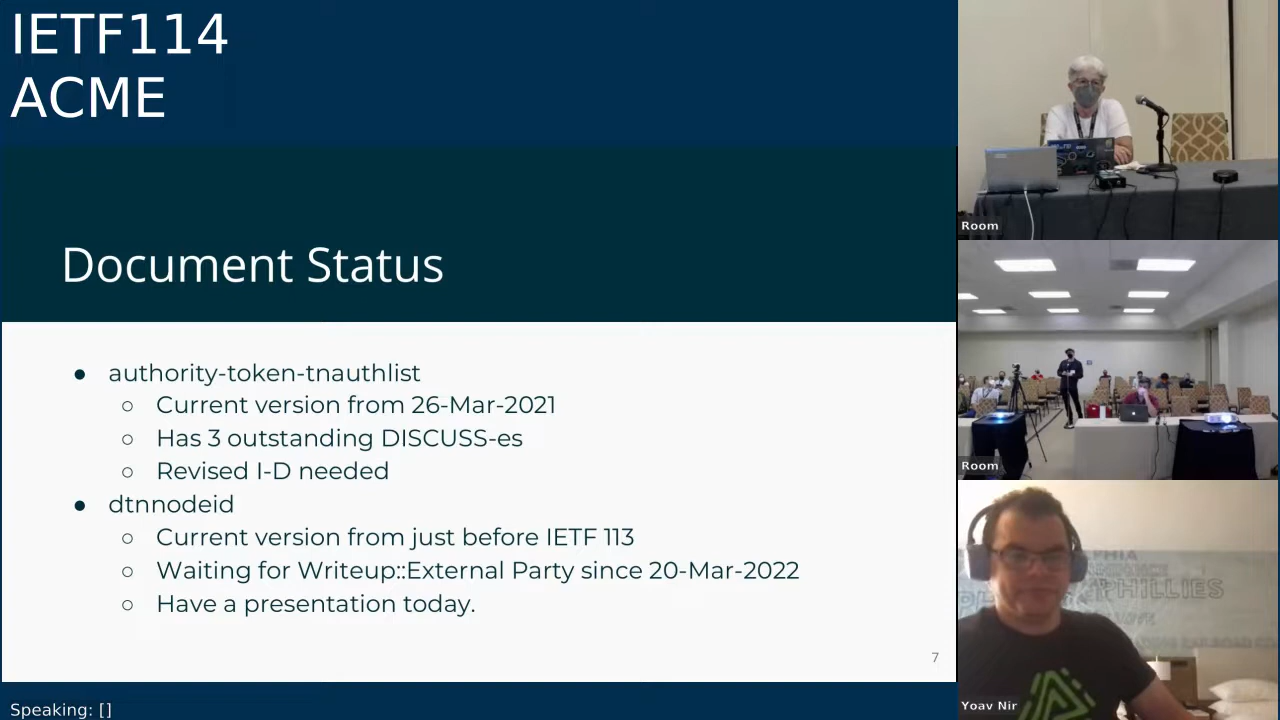 IETF114
ACME
Document Status
● authority-token-tnauthlist
○ Current version from 26-Mar-2021
○ Has 3 outstanding DISCUSS-es
○ Revised I-D needed
● dtnnodeid
○ Current version from just before IETF 113
○ Waiting for Writeup::External Party since 20-Mar-2022
○ Have a presentation today.
7
Speaking: []
Room
Room
PHILLIES
Yoav Nir